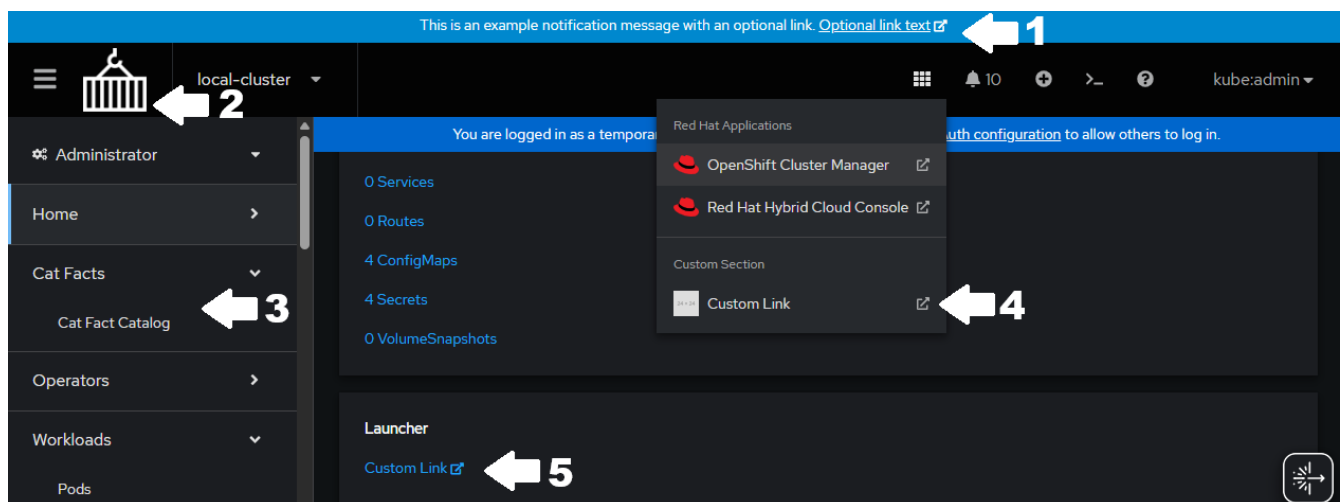 This is an example notification message with an optional link. Optional link text
1
local-cluster
10
kube:admin
2
You are logged in as a tempora
uth configuration to allow others to log in.
Administrator
Home
Cat Facts
Cat Fact Catalog
3
Operators
Workloads
Pods
0 Services
0 Routes
4 ConfigMaps
4 Secrets
0 VolumeSnapshots
Red Hat Applications
OpenShift Cluster Manager
Red Hat Hybrid Cloud Console
Custom Section
Custom Link
4
Launcher
Custom Link
5